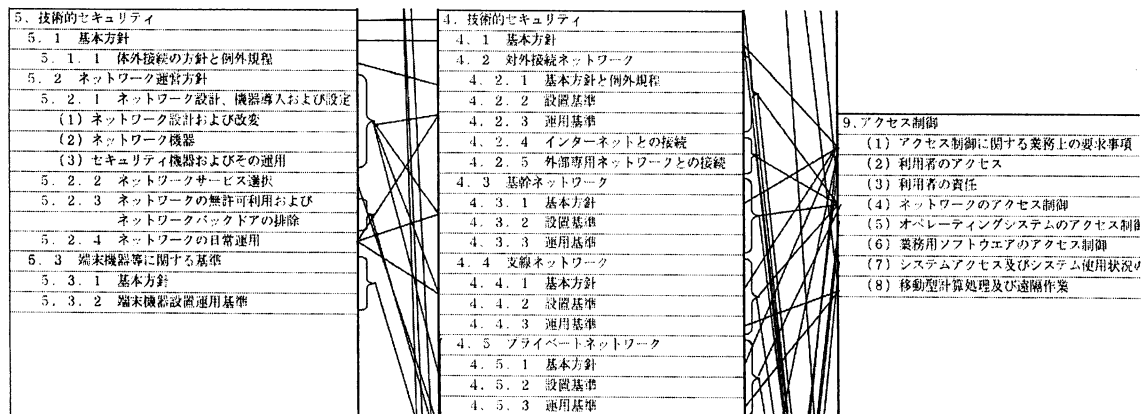 5. 技術的セキュリティ
5.1 基本方針
5.1.1 体外接続の方針と例外規程
5.2 ネットワーク運営方針
5.2.1 ネットワーク設計、機器導入および設定
(1) ネットワーク設計および改変
(2) ネットワーク機器
(3) セキュリティ機器およびその運用
5.2.2 ネットワークサービス選択
5.2.3 ネットワークの無許可利用および
ネットワークバックドアの排除
5.2.4 ネットワークの日常運用
5.3 端末機器等に関する基準
5.3.1 基本方針
5.3.2 端末機器設置運用基準
4. 技術的セキュリティ
4.1 基本方針
4.2 対外接続ネットワーク
4.2.1 基本方針と例外規程
4.2.2 設置基準
4.2.3 運用基準
4.2.4 インターネットとの接続
4.2.5 外部専用ネットワークとの接続
4.3 基幹ネットワーク
4.3.1 基本方針
4.3.2 設置基準
4.3.3 運用基準
4.4 支線ネットワーク
4.4.1 基本方針
4.4.2 設置基準
4.4.3 運用基準
4.5 プライベートネットワーク
4.5.1 基本方針
4.5.2 設置基準
4.5.3 運用基準
9. アクセス制御
(1) アクセス制御に関する業務上の要求事項
(2) 利用者のアクセス
(3) 利用者の責任
(4) ネットワークのアクセス制御
(5) オペレーティングシステムのアクセス制御
(6) 業務用ソフトウエアのアクセス制御
(7) システムアクセス及びシステム使用状況の
(8) 移動型計算処理及び遠隔作業